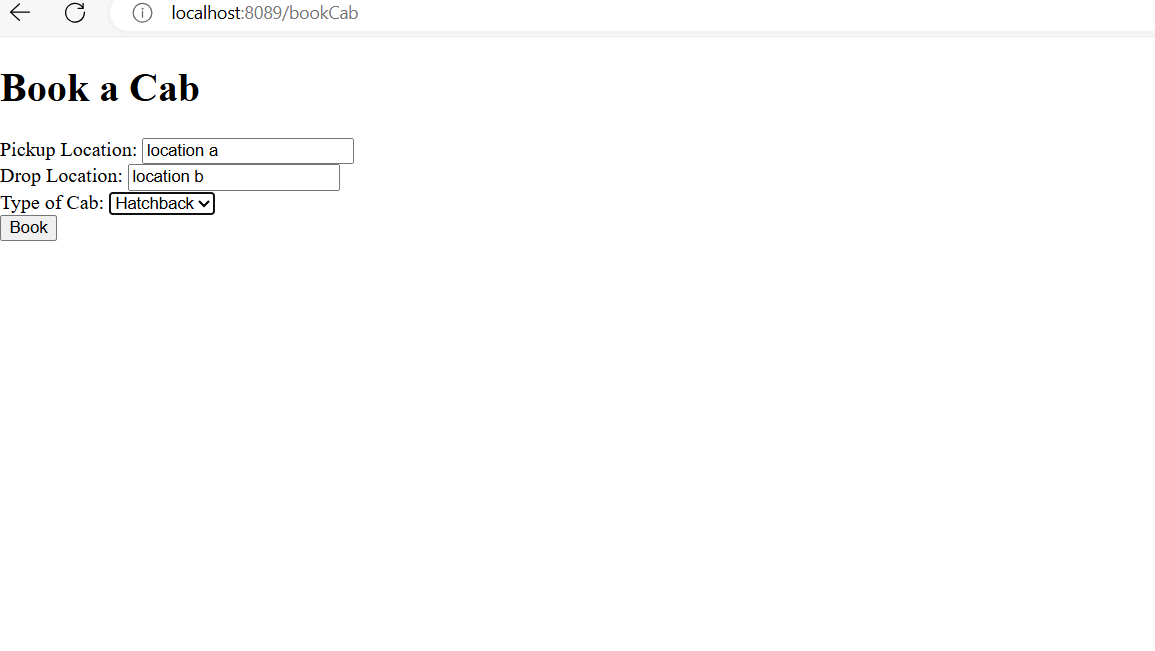 localhost:8089/bookCab
Book a Cab
Pickup Location: location a
Drop Location: location b
Type of Cab: Hatchback
Book